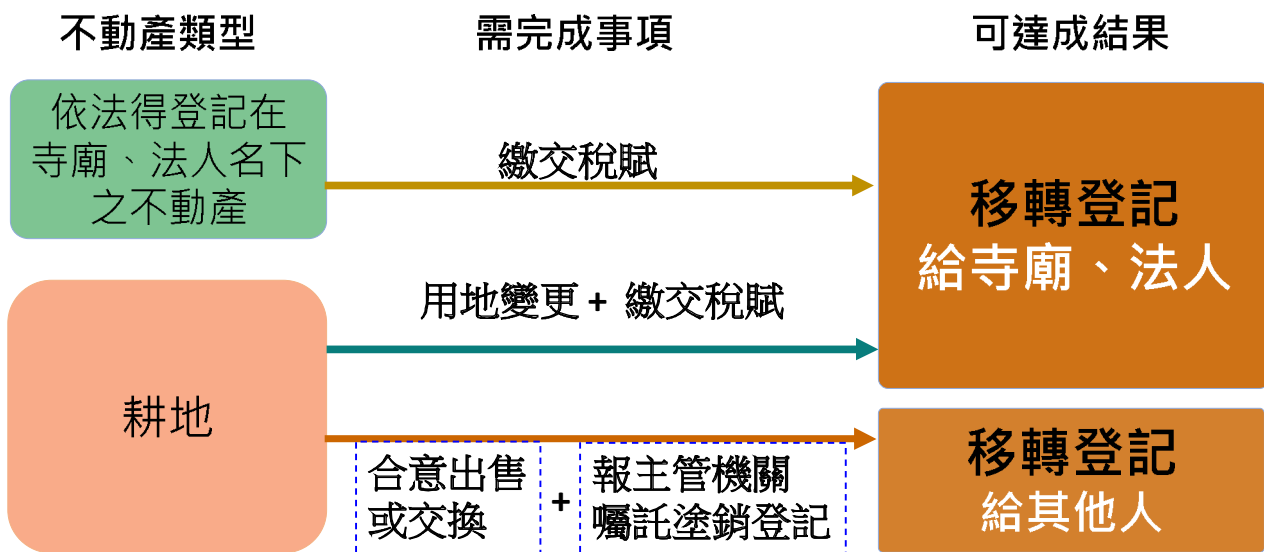 不動產類型
需完成事項
可達成結果
依法得登記在
寺廟、法人名下
之不動產
繳交稅賦
移轉登記
給寺廟、法人
用地變更 + 繳交稅賦
耕地
合意出售
或交換
+
報主管機關
囑託塗銷登記
移轉登記
給其他人